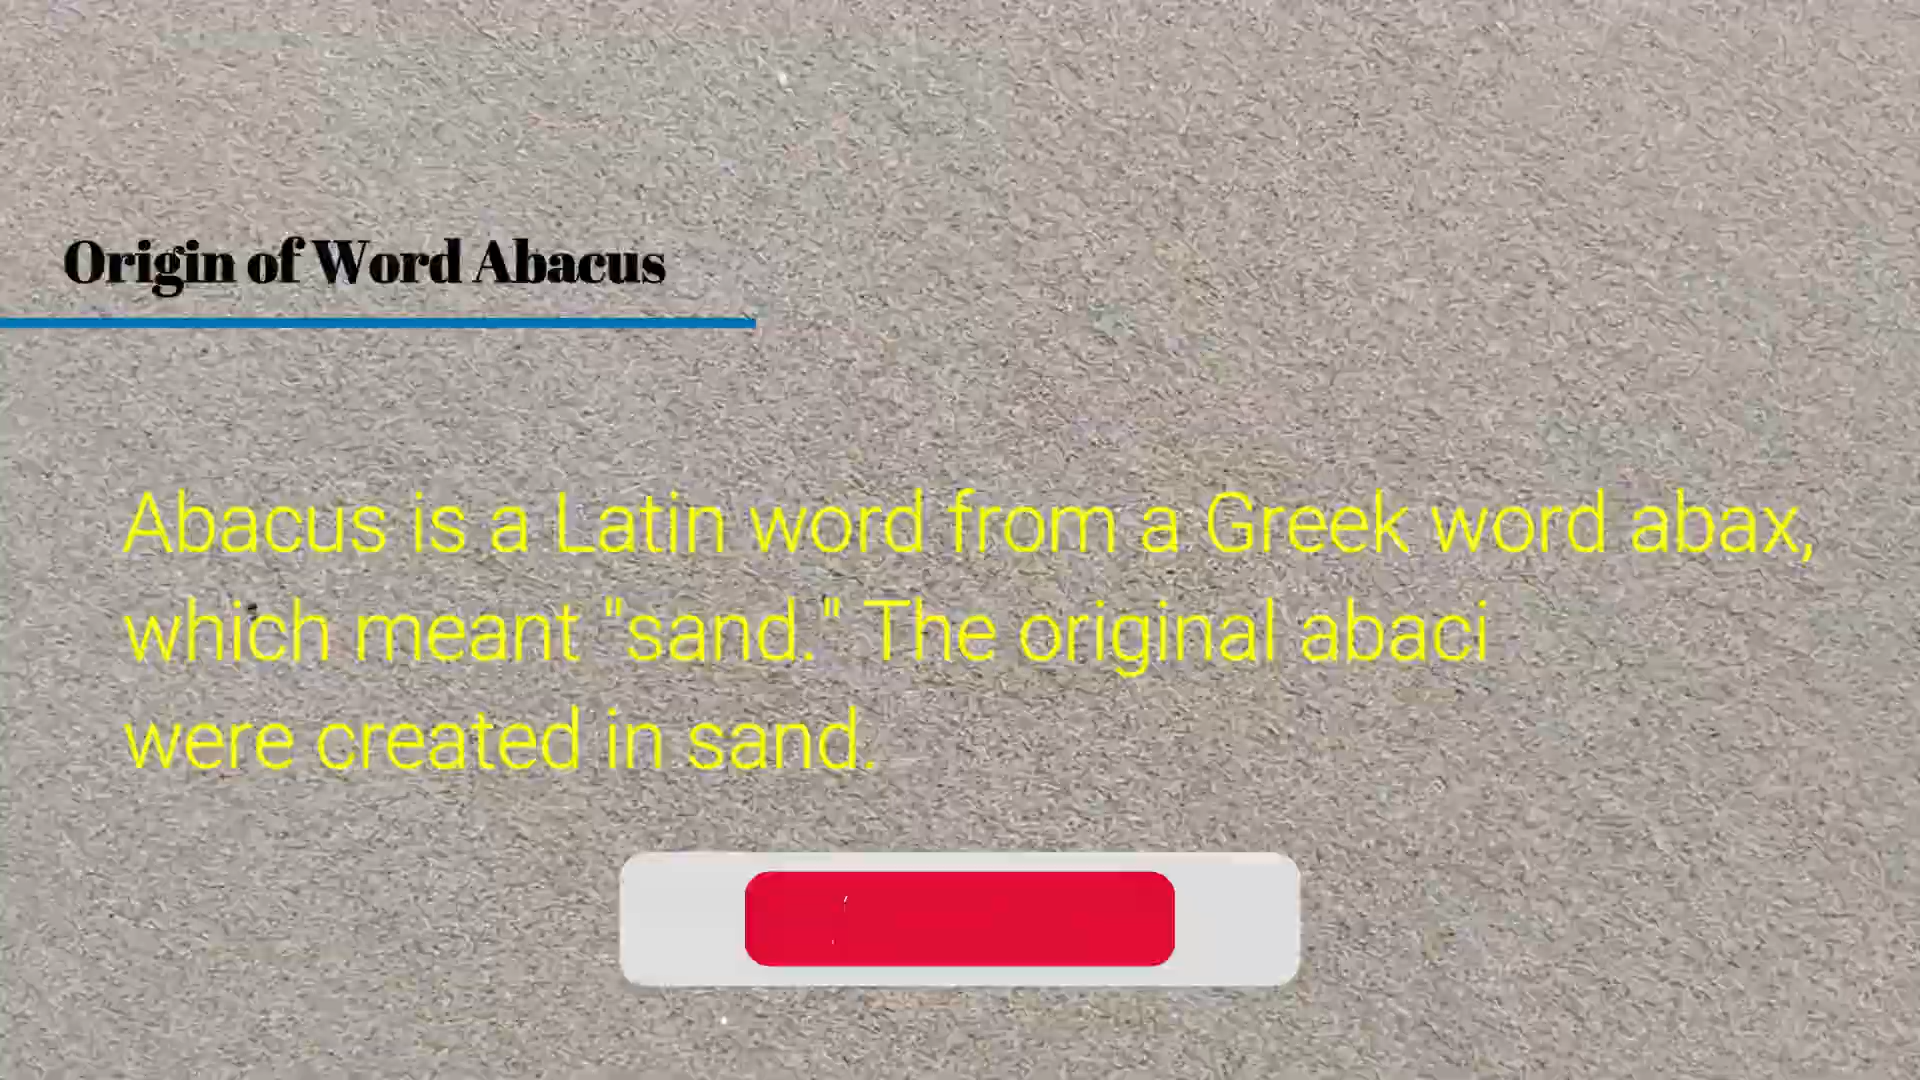 Origin of Word Abacus
Abacus is a Latin word from a Greek word abax,
which meant "sand." The original abaci
were created in sand.